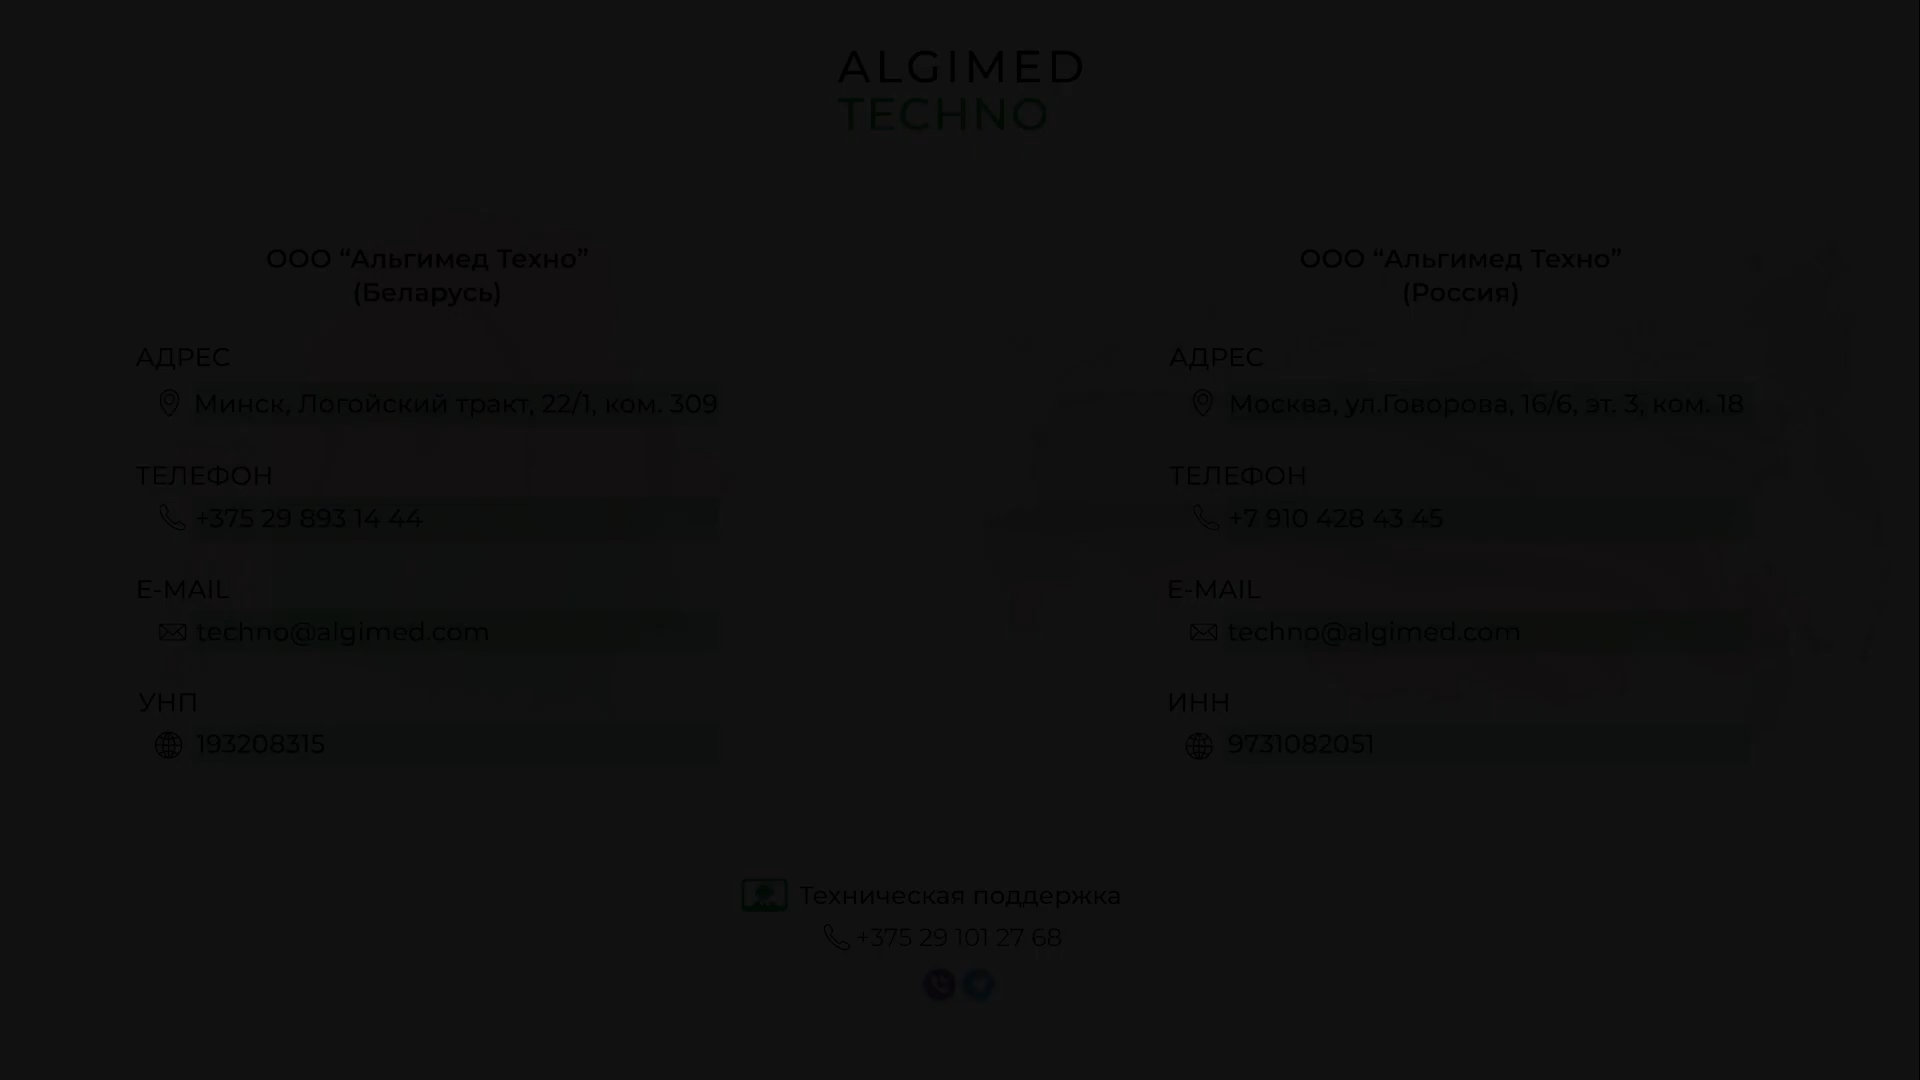 ALGIMED
TECHNO
ООО “Альгимед Техно”
(Беларусь)
АДРЕС
Минск, Логойский тракт, 22/1, ком. 309
ТЕЛЕФОН
+375 29 893 14 44
E-MAIL
techno@algimed.com
УНП
193208315
ООО “Альгимед Техно”
(Россия)
АДРЕС
Москва, ул.Говорова, 16/6, эт. 3, ком. 18
ТЕЛЕФОН
+7 910 428 43 45
E-MAIL
techno@algimed.com
ИНН
9731082051
Техническая поддержка
+375 29 101 27 68